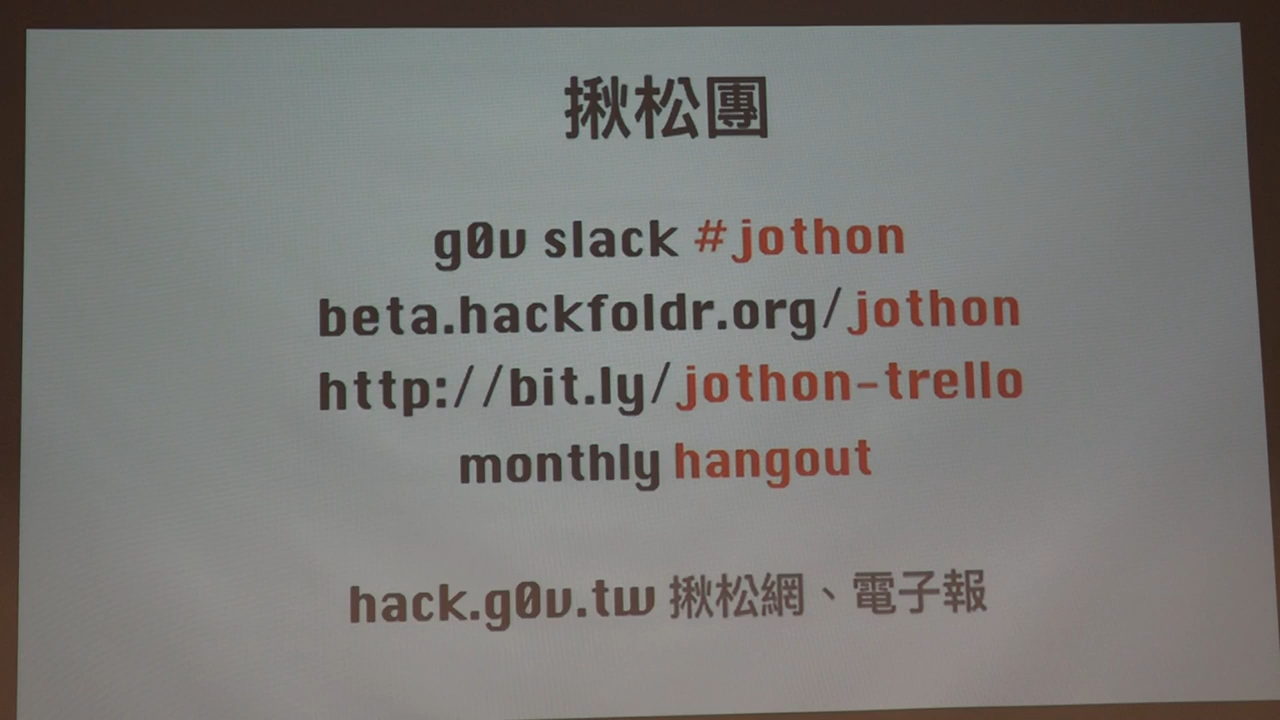 揪松團
g0v slack #jothon
beta.hackfoldr.org/jothon
http://bit.ly/jothon-trello
monthly hangout
hack.g0v.tw 揪松網、電子報